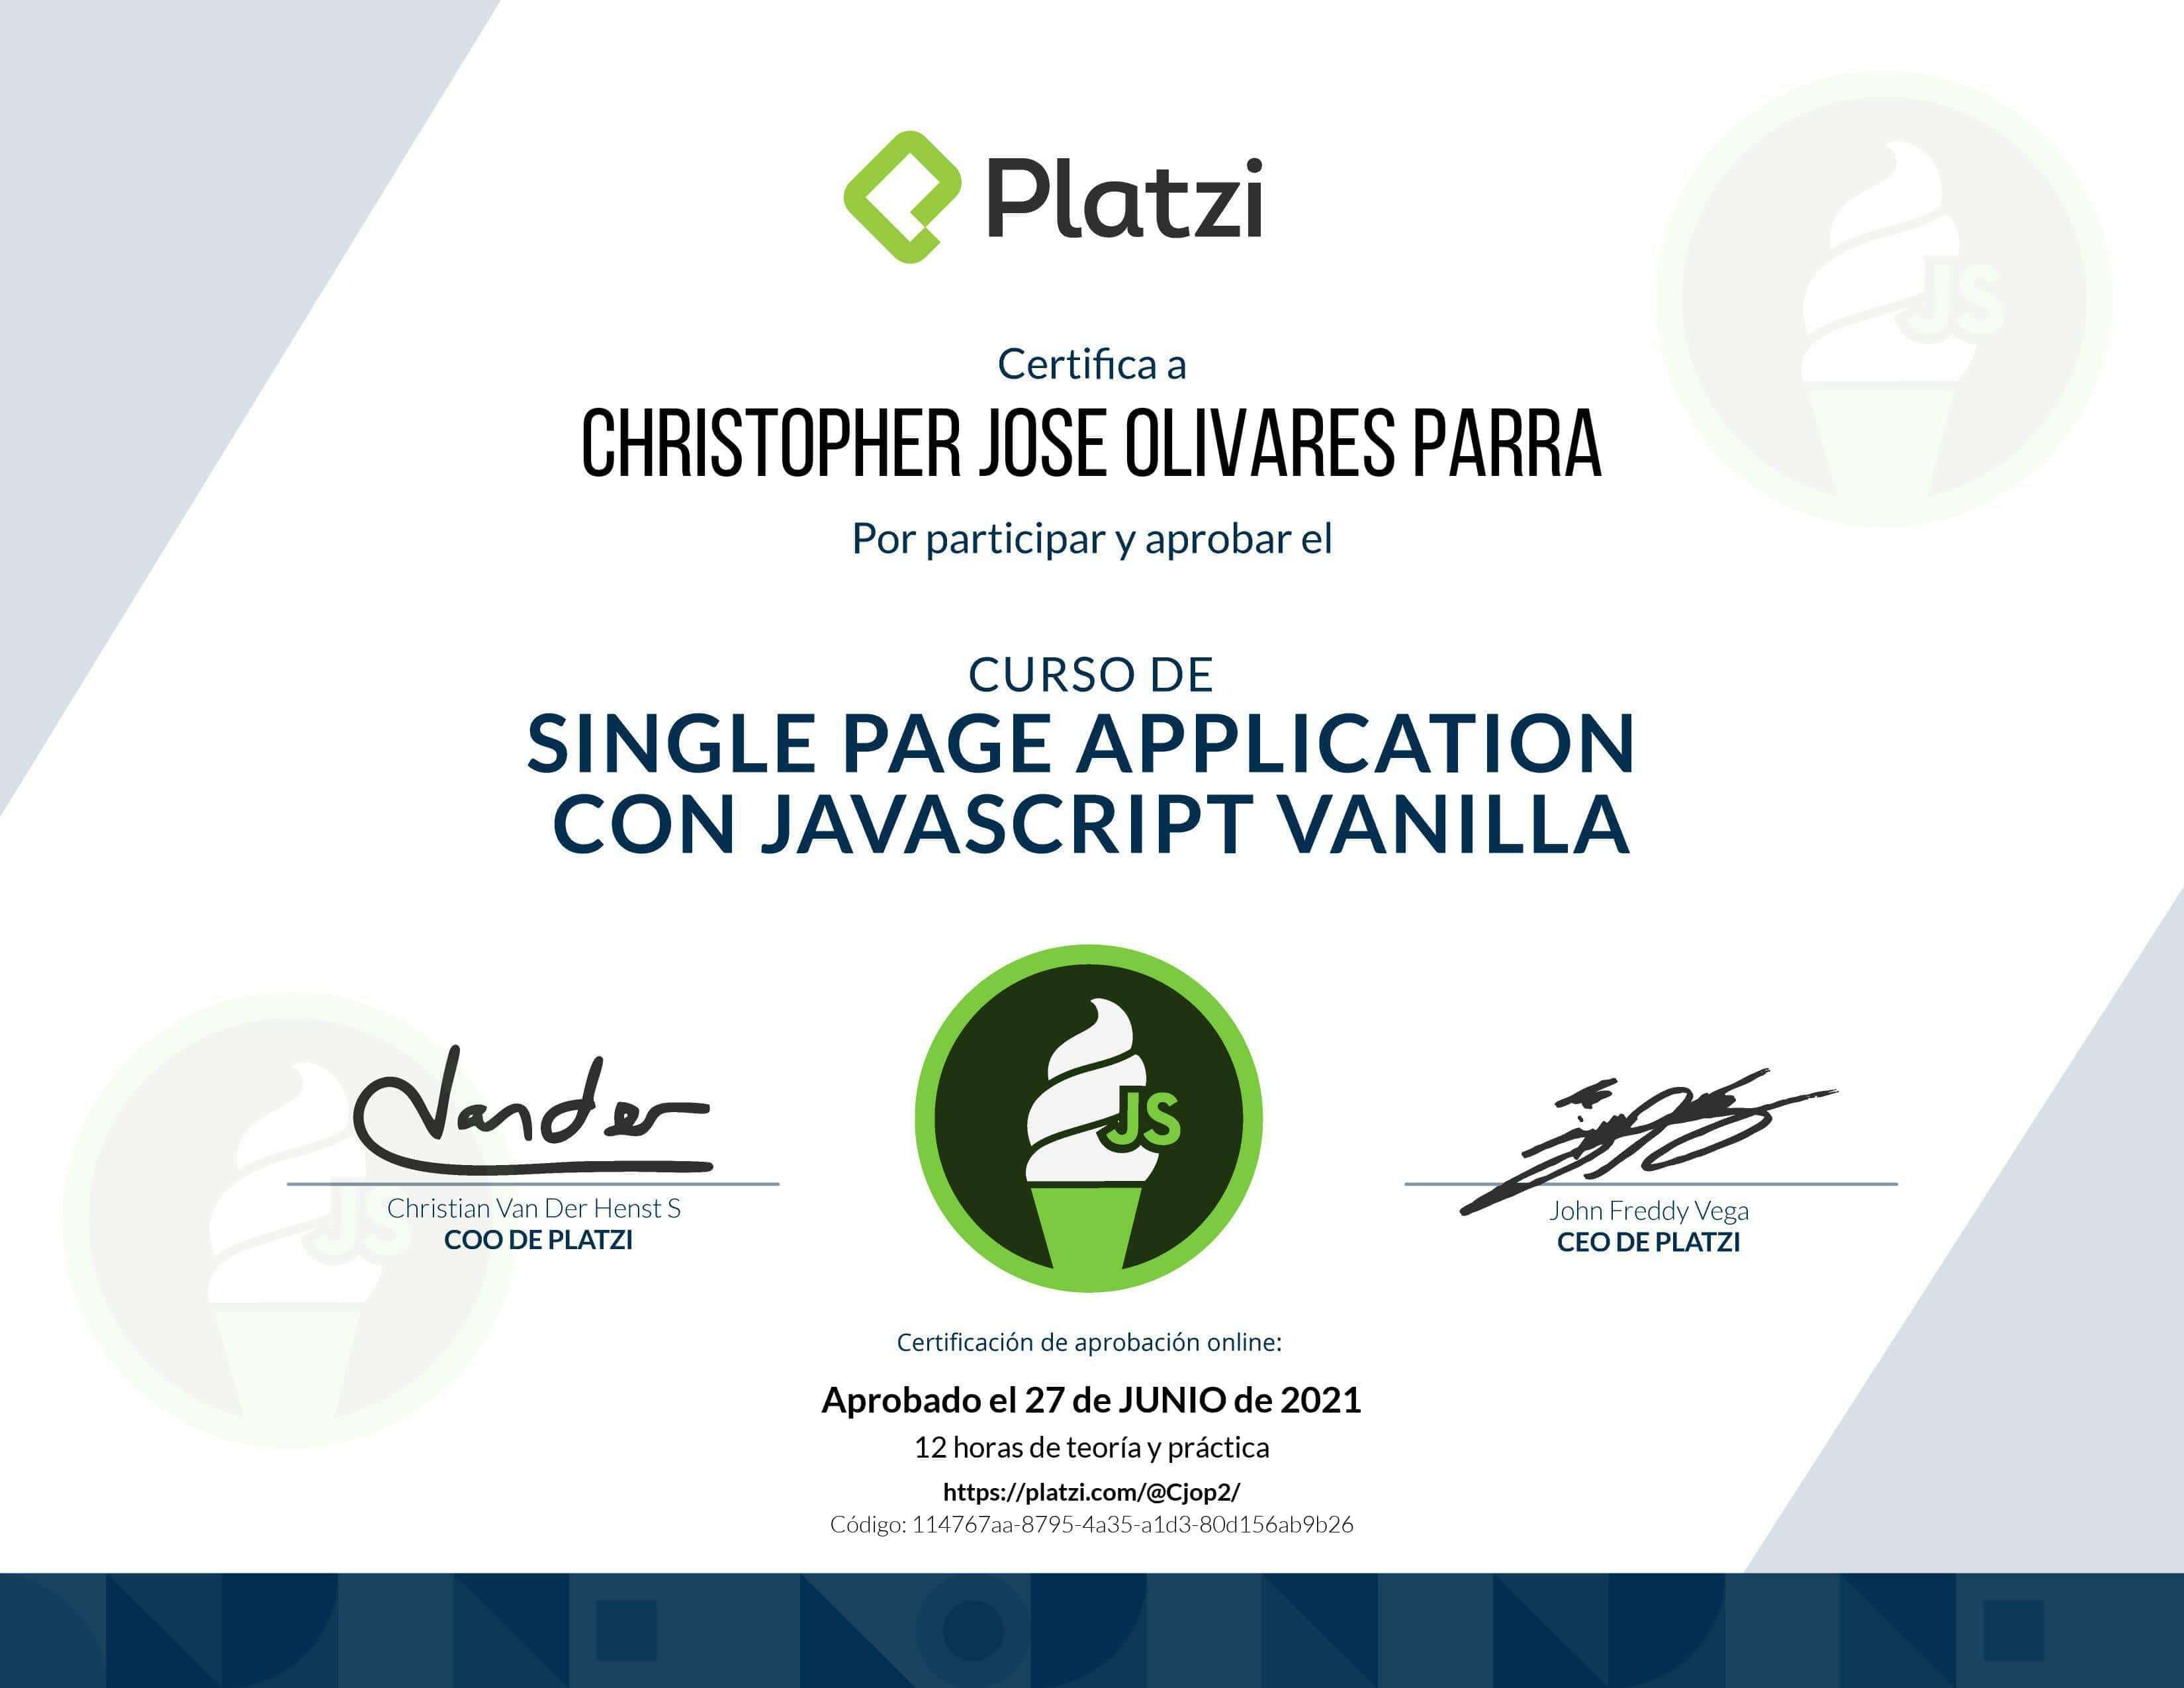 Platzi
JS
Certifica a
CHRISTOPHER JOSE OLIVARES PARRA
Por participar y aprobar el
CURSO DE
SINGLE PAGE APPLICATION
CON JAVASCRIPT VANILLA
Vander
JS
JS
Christian Van Der Henst S
COO DE PLATZI
John Freddy Vega
CEO DE PLATZI
Certificación de aprobación online:
Aprobado el 27 de JUNIO de 2021
12 horas de teoría y práctica
https://platzi.com/@Cjop2/
Código: 114767aa-8795-4a35-a1d3-80d156ab9b26